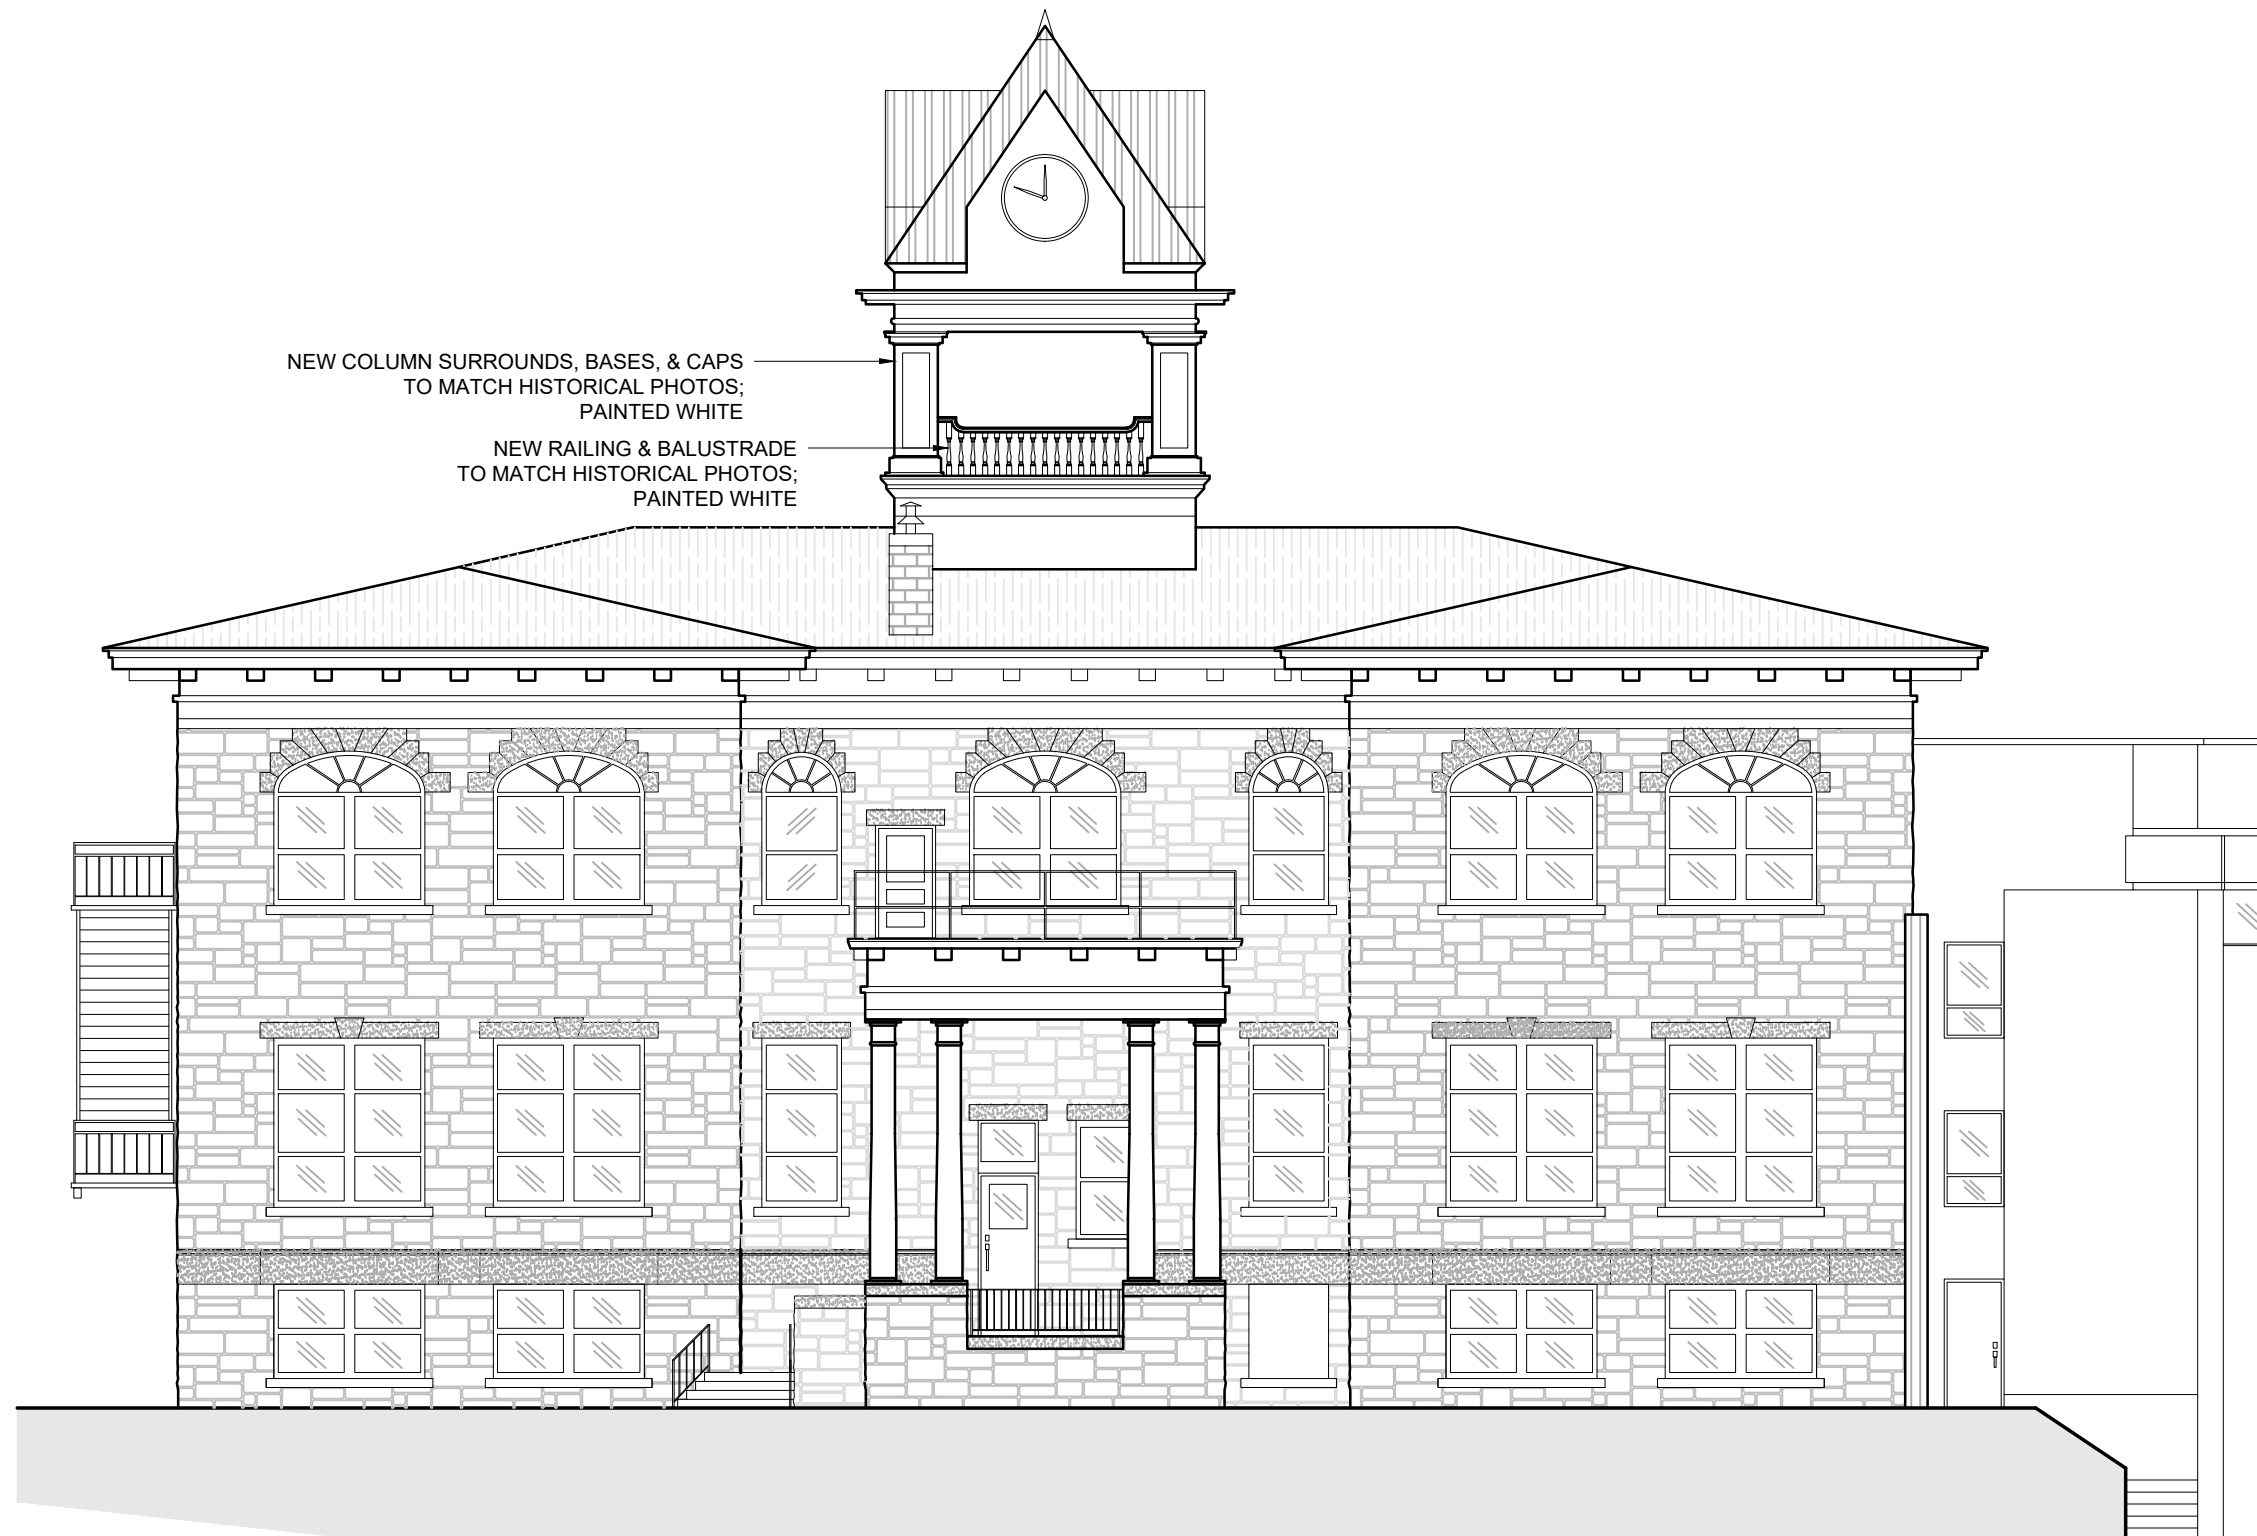 NEW COLUMN SURROUNDS, BASES, & CAPS
TO MATCH HISTORICAL PHOTOS;
PAINTED WHITE
NEW RAILING & BALUSTRADE
TO MATCH HISTORICAL PHOTOS;
PAINTED WHITE